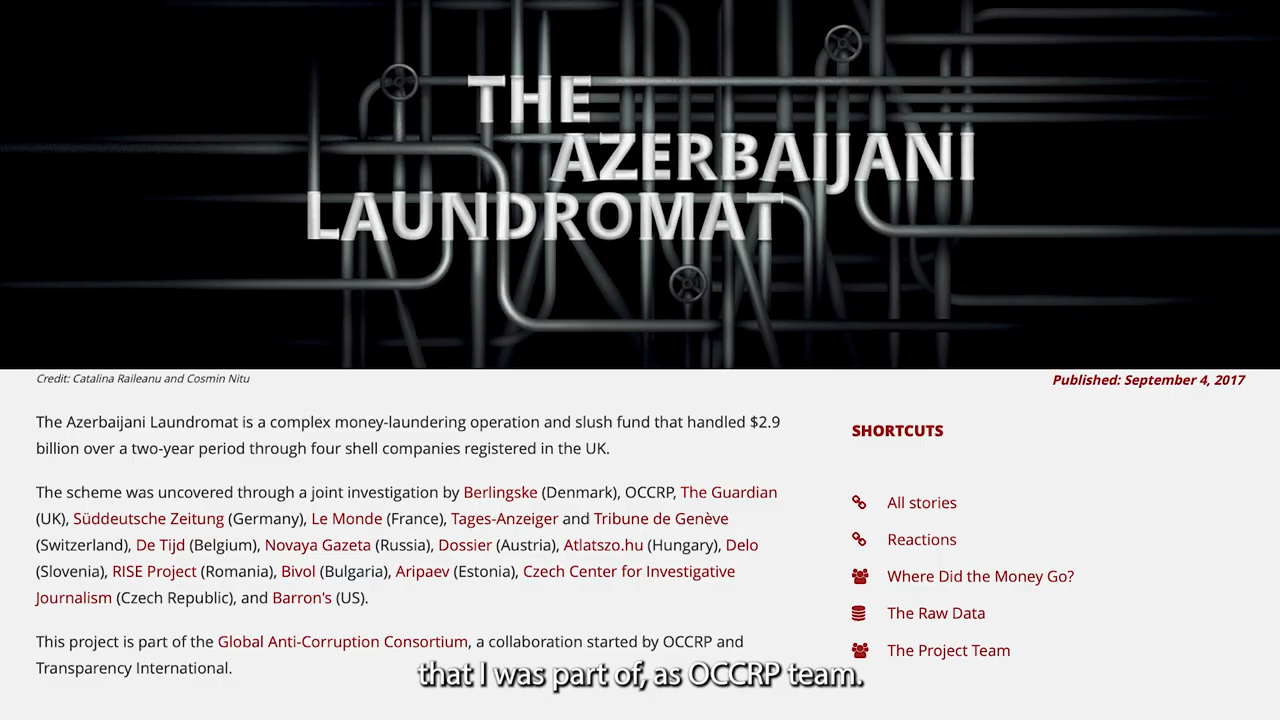 THE
AZERBAIJANI
LAUNDROMAT
Credit: Catalina Raileanu and Cosmin Nitu
Published: September 4, 2017
The Azerbaijani Laundromat is a complex money-laundering operation and slush fund that handled $2.9
billion over a two-year period through four shell companies registered in the UK.
The scheme was uncovered through a joint investigation by Berlingske (Denmark), OCCRP, The Guardian
(UK), Süddeutsche Zeitung (Germany), Le Monde (France), Tages-Anzeiger and Tribune de Genève
(Switzerland), De Tijd (Belgium), Novaya Gazeta (Russia), Dossier (Austria), Atlatszo.hu (Hungary), Delo
(Slovenia), RISE Project (Romania), Bivol (Bulgaria), Aripaev (Estonia), Czech Center for Investigative
Journalism (Czech Republic), and Barron's (US).
This project is part of the Global Anti-Corruption Consortium, a collaboration started by OCCRP and
Transparency International.
SHORTCUTS
All stories
Reactions
Where Did the Money Go?
The Raw Data
The Project Team
that I was part of, as OCCRP team.